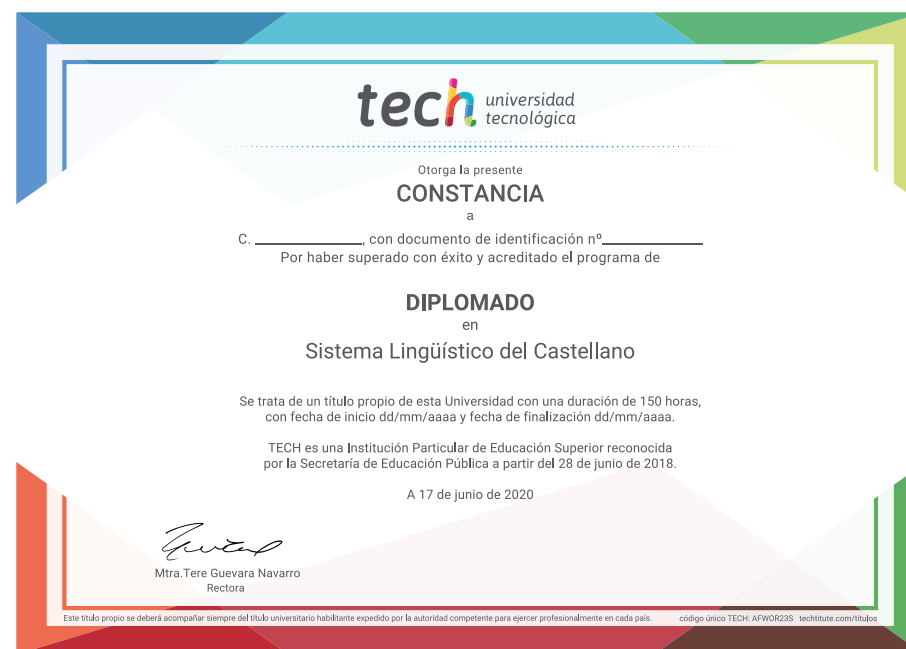 tech universidad
tecnológica
Otorga la presente
CONSTANCIA
a
C. ____________, con documento de identificación nº____________
Por haber superado con éxito y acreditado el programa de
DIPLOMADO
en
Sistema Lingüístico del Castellano
Se trata de un título propio de esta Universidad con una duración de 150 horas,
con fecha de inicio dd/mm/aaaa y fecha de finalización dd/mm/aaaa.
TECH es una Institución Particular de Educación Superior reconocida
por la Secretaría de Educación Pública a partir del 28 de junio de 2018.
A 17 de junio de 2020
Mtra.Tere Guevara Navarro
Rectora
Este título propio se deberá acompañar siempre del título universitario habilitante expedido por la autoridad competente para ejercer profesionalmente en cada país. código único TECH: AFWOR23S techtitute.com/titulos